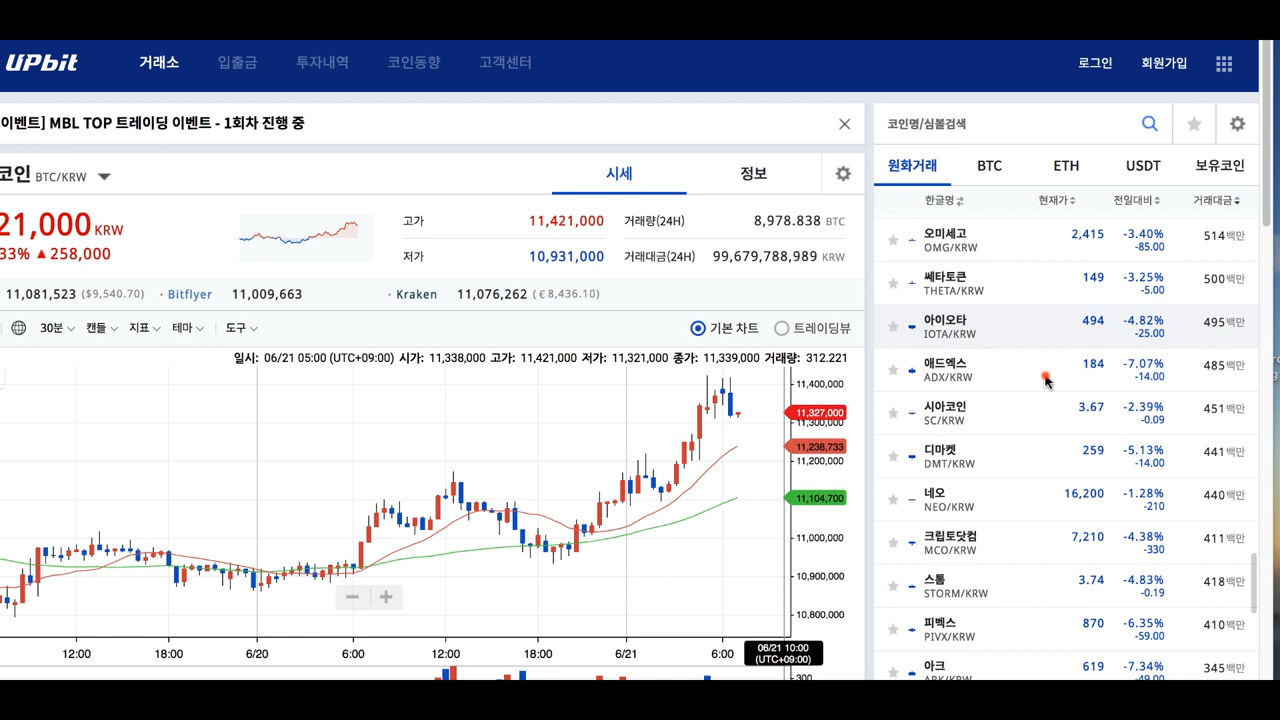 UPbit
거래소 입출금 투자내역 코인동향 고객센터
로그인 회원가입
이벤트] MBL TOP 트레이딩 이벤트 - 1회차 진행 중
코인 BTC/KRW
시세 정보
21,000 KRW
33% ▲ 258,000
고가 11,421,000 거래량(24H) 8,978.838 BTC
저가 10,931,000 거래대금(24H) 99,679,788,989 KRW
11,081,523 ($9,540.70) · Bitflyer 11,009,663 · Kraken 11,076,262 (€ 8,436.10)
30분 캔들 지표 테마 도구 기본 차트 트레이딩뷰
일시: 06/21 05:00 (UTC+09:00) 시가: 11,338,000 고가: 11,421,000 저가: 11,321,000 종가: 11,339,000 거래량: 312.221
11,400,000
11,327,000
11,300,000
11,238,733
11,200,000
11,104,700
11,000,000
10,900,000
10,800,000
12:00 18:00 6/20 6:00 12:00 18:00 6/21 6:00
06/21 10:00
(UTC+09:00)
300
코인명/심볼검색
원화거래 BTC ETH USDT 보유코인
한글명 현재가 전일대비 거래대금
오미세고 2,415 -3.40% 514백만
OMG/KRW -85.00
쎄타토큰 149 -3.25% 500백만
THETA/KRW -5.00
아이오타 494 -4.82% 495백만
IOTA/KRW -25.00
애드엑스 184 -7.07% 485백만
ADX/KRW -14.00
시아코인 3.67 -2.39% 451백만
SC/KRW -0.09
디마켓 259 -5.13% 441백만
DMT/KRW -14.00
네오 16,200 -1.28% 440백만
NEO/KRW -210
크립토닷컴 7,210 -4.38% 411백만
MCO/KRW -330
스톰 3.74 -4.83% 418백만
STORM/KRW -0.19
피벡스 870 -6.35% 410백만
PIVX/KRW -59.00
아크 619 -7.34% 345백만
ARK/KRW -49.00